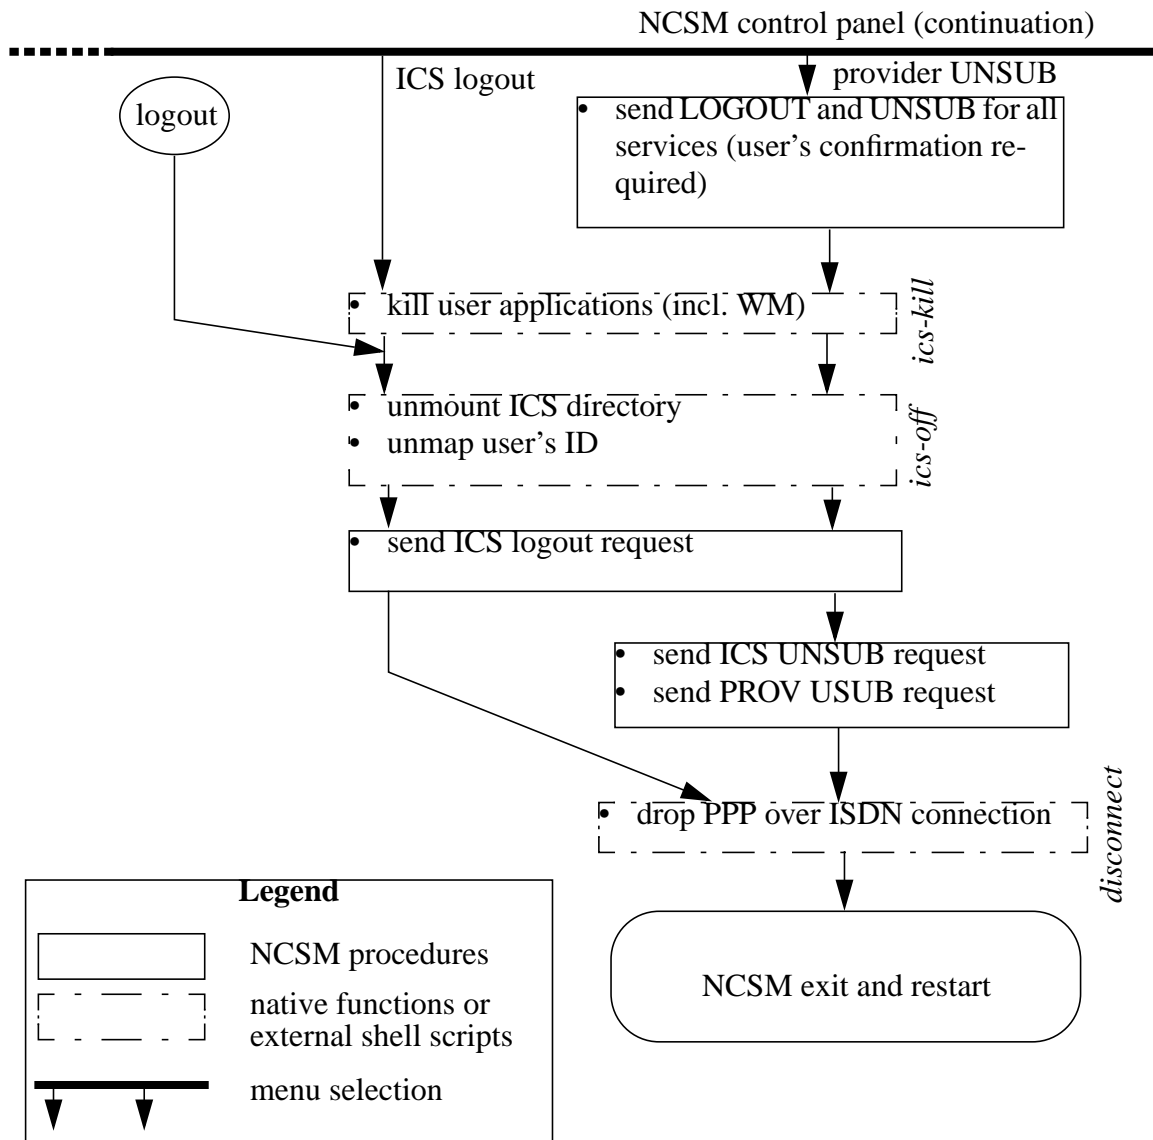 NCSM control panel (continuation)
ICS logout
provider UNSUB
logout
• send LOGOUT and UNSUB for all
services (user's confirmation re-
quired)
• kill user applications (incl. WM)
ics-kill
• unmount ICS directory
• unmap user's ID
ics-off
• send ICS logout request
• send ICS UNSUB request
• send PROV USUB request
• drop PPP over ISDN connection
disconnect
NCSM exit and restart
Legend
NCSM procedures
native functions or
external shell scripts
menu selection